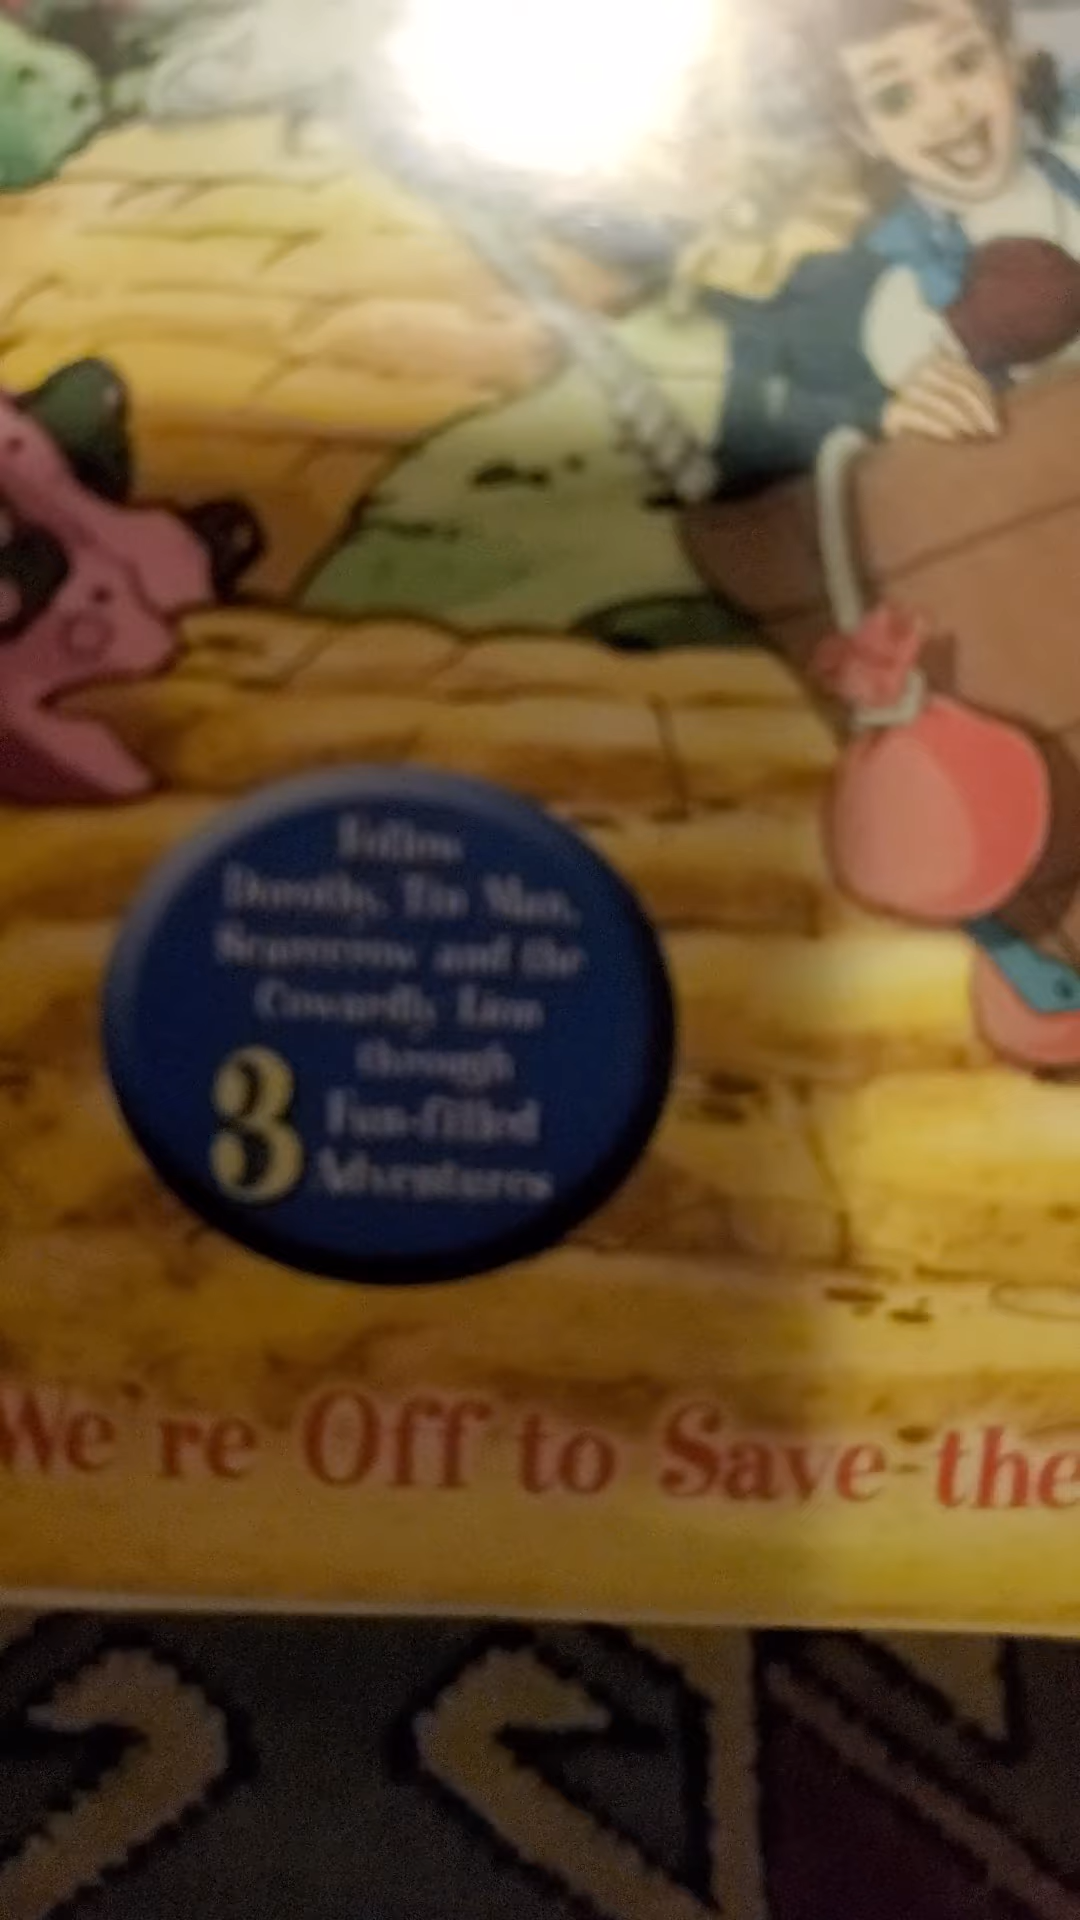 Follow
Dorothy, Tin Man,
Scarecrow and the
Cowardly Lion
through
3 Fun-filled
Adventures
We're Off to Save the